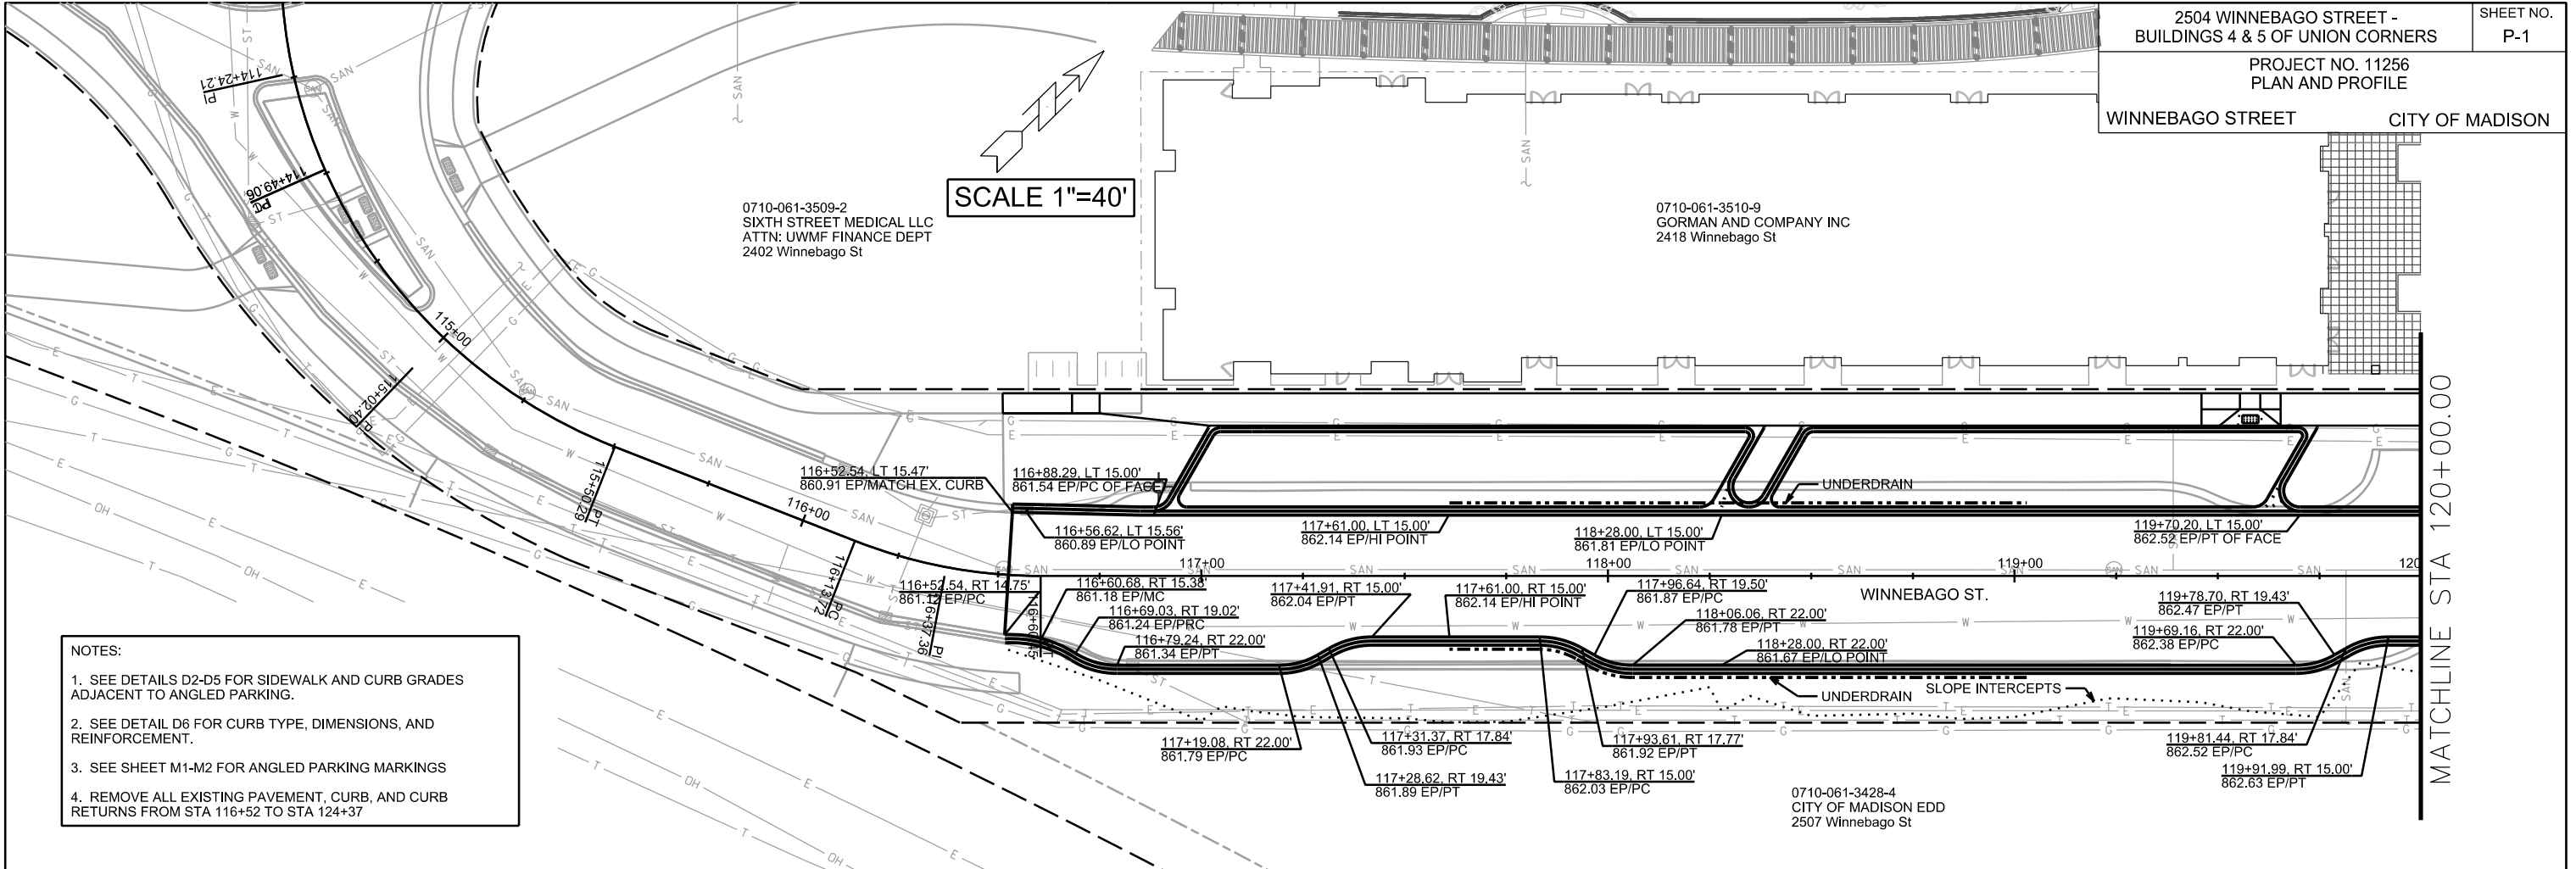 2504 WINNEBAGO STREET -
BUILDINGS 4 & 5 OF UNION CORNERS
SHEET NO.
P-1
PROJECT NO. 11256
PLAN AND PROFILE
WINNEBAGO STREET
CITY OF MADISON
SCALE 1"=40'
0710-061-3509-2
SIXTH STREET MEDICAL LLC
ATTN: UWMF FINANCE DEPT
2402 Winnebago St
0710-061-3510-9
GORMAN AND COMPANY INC
2418 Winnebago St
114+24.21
PI
114+49.06
115+00
115+02.40
PI
115+50.29
PT
116+00
116+13.72
PC
116+37.36
PI
116+52.54, LT 15.47'
860.91 EP/MATCH EX. CURB
116+88.29, LT 15.00'
861.54 EP/PC OF FACE
116+56.62, LT 15.56'
860.89 EP/LO POINT
117+61.00, LT 15.00'
862.14 EP/HI POINT
118+28.00, LT 15.00'
861.81 EP/LO POINT
UNDERDRAIN
119+70.20, LT 15.00'
862.52 EP/PT OF FACE
117+00
118+00
119+00
120
WINNEBAGO ST.
116+52.54, RT 14.75'
116+60.68, RT 15.38'
861.18 EP/MC
116+69.03, RT 19.02'
861.24 EP/PRC
116+79.24, RT 22.00'
861.34 EP/PT
117+41.91, RT 15.00'
862.04 EP/PT
117+61.00, RT 15.00'
862.14 EP/HI POINT
117+96.64, RT 19.50'
861.87 EP/PC
118+06.06, RT 22.00'
861.78 EP/PT
118+28.00, RT 22.00'
861.67 EP/LO POINT
119+78.70, RT 19.43'
862.47 EP/PT
119+69.16, RT 22.00'
862.38 EP/PC
UNDERDRAIN
SLOPE INTERCEPTS
117+19.08, RT 22.00'
861.79 EP/PC
117+31.37, RT 17.84'
861.93 EP/PC
117+28.62, RT 19.43'
861.89 EP/PT
117+93.61, RT 17.77'
861.92 EP/PT
117+83.19, RT 15.00'
862.03 EP/PC
119+81.44, RT 17.84'
862.52 EP/PC
119+91.99, RT 15.00'
862.63 EP/PT
0710-061-3428-4
CITY OF MADISON EDD
2507 Winnebago St
MATCHLINE STA 120+00.00
NOTES:
1. SEE DETAILS D2-D5 FOR SIDEWALK AND CURB GRADES
ADJACENT TO ANGLED PARKING.
2. SEE DETAIL D6 FOR CURB TYPE, DIMENSIONS, AND
REINFORCEMENT.
3. SEE SHEET M1-M2 FOR ANGLED PARKING MARKINGS
4. REMOVE ALL EXISTING PAVEMENT, CURB, AND CURB
RETURNS FROM STA 116+52 TO STA 124+37